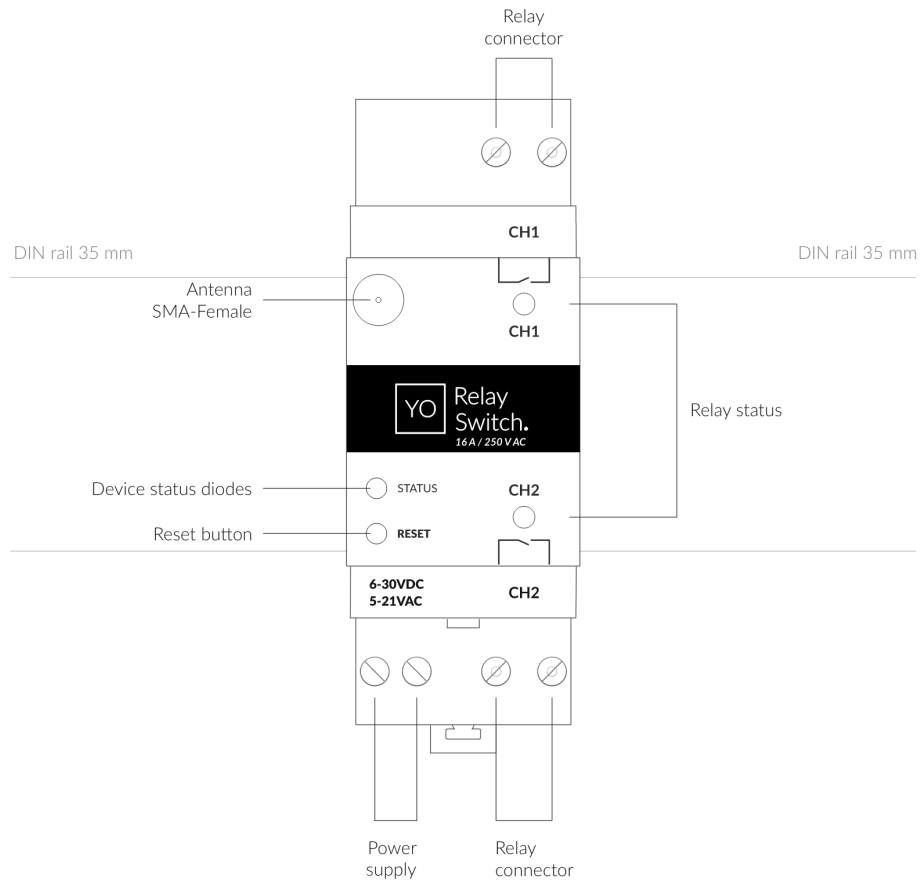 Relay
connector
CH1
DIN rail 35 mm
DIN rail 35 mm
Antenna
SMA-Female
CH1
YO
Relay
Switch.
16 A / 250 V AC
Relay status
Device status diodes
STATUS
CH2
Reset button
RESET
6-30VDC
5-21VAC
CH2
Power
supply
Relay
connector